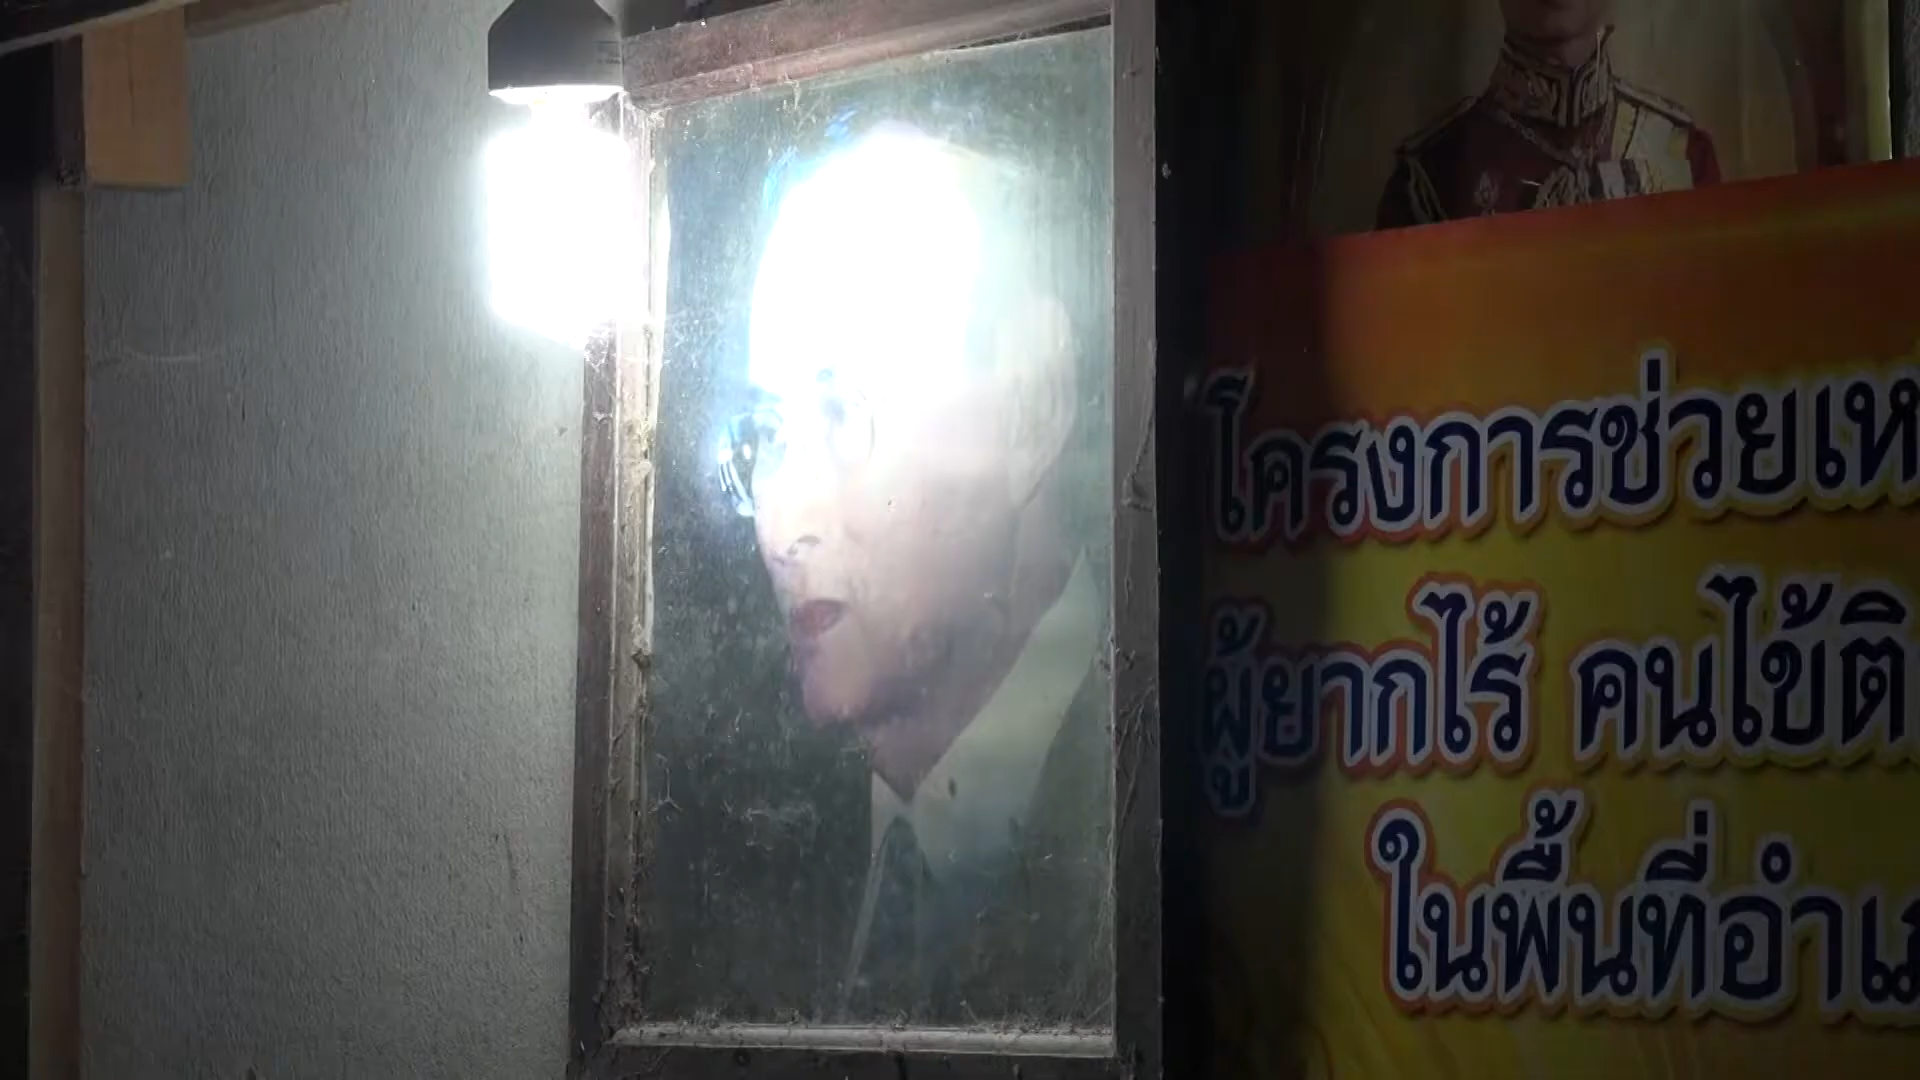 โครงการช่วยเห
ผู้ยากไร้ คนไข้ติ
ในพื้นที่อำเภ